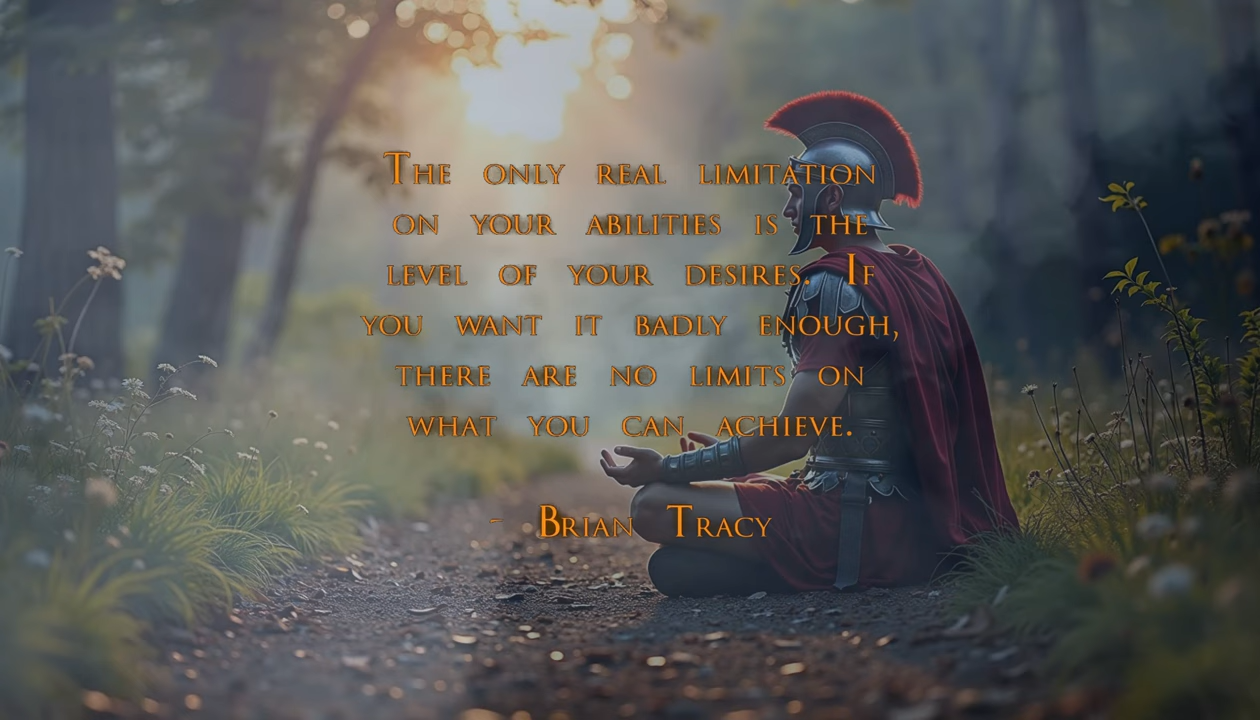 The only real limitation
on your abilities is the
level of your desires. If
you want it badly enough,
there are no limits on
what you can achieve.
- Brian Tracy